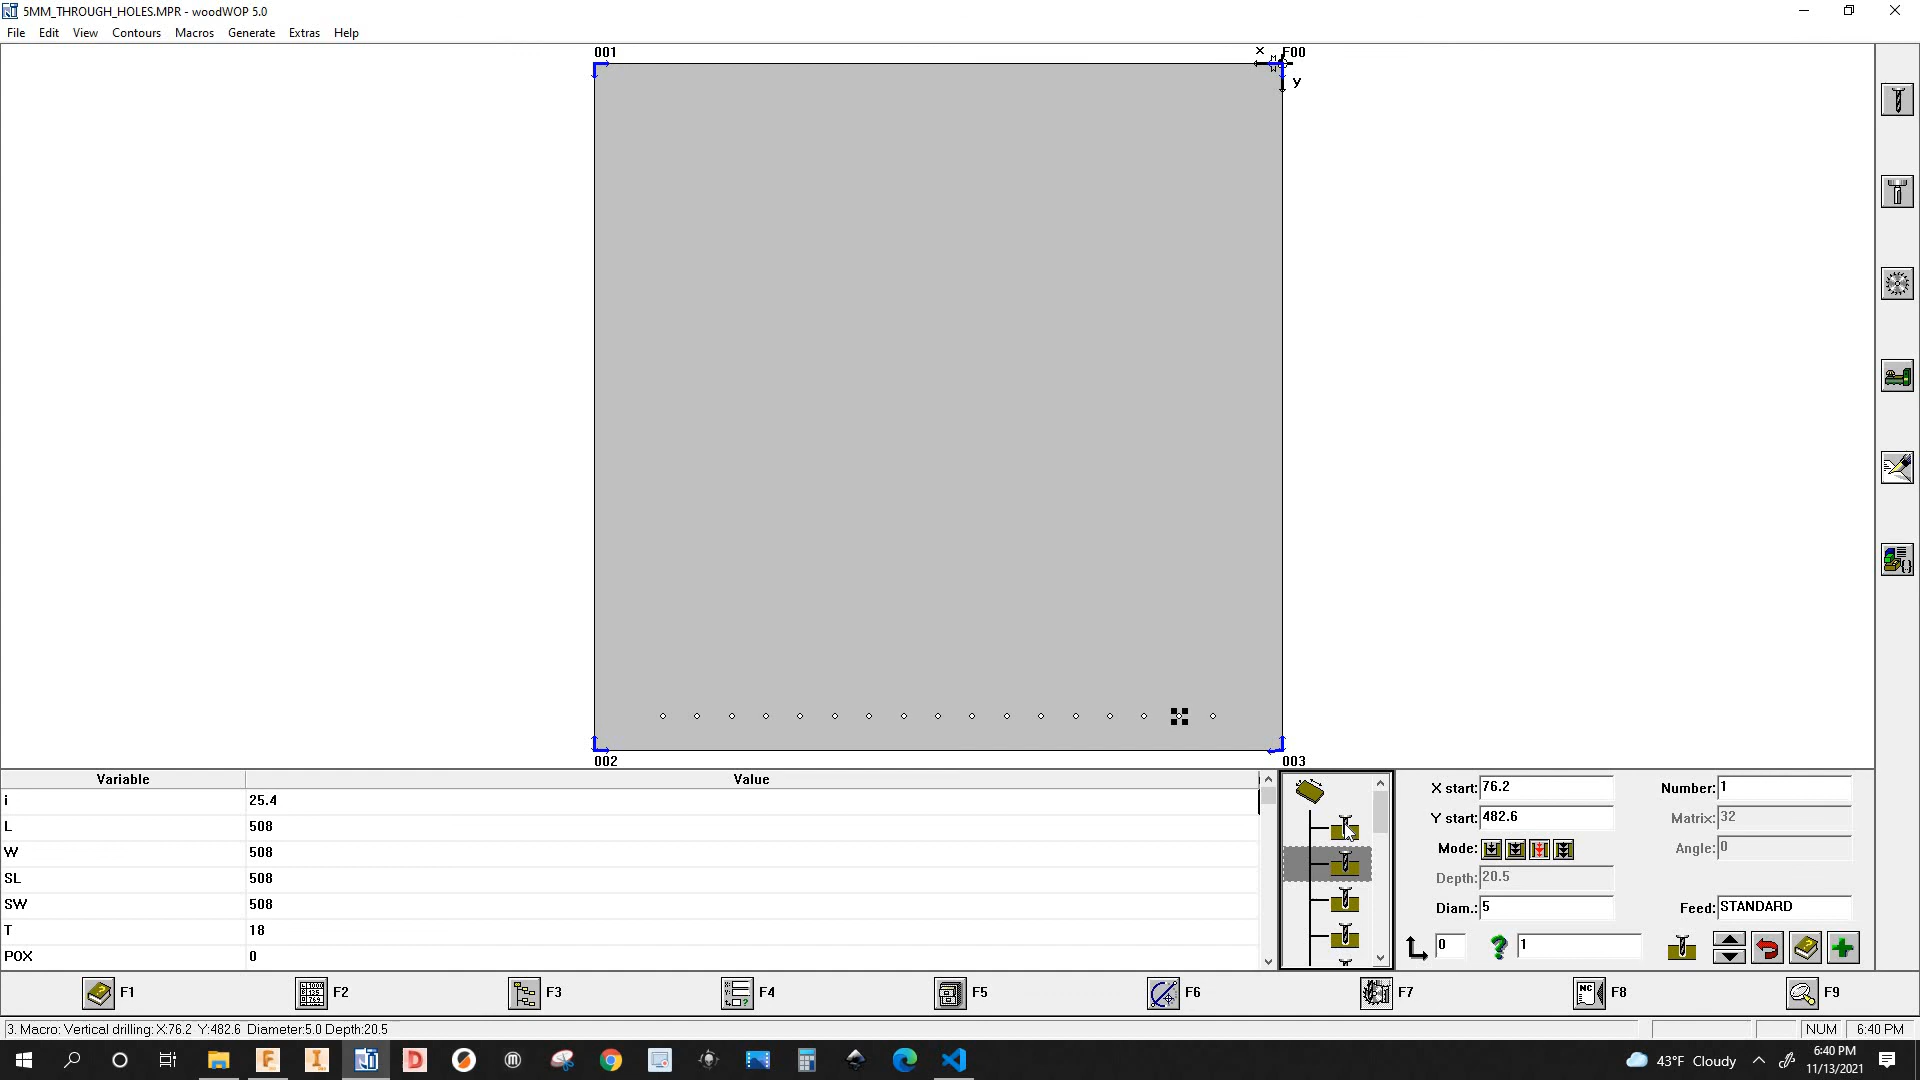 5MM_THROUGH_HOLES.MPR - woodWOP 5.0
File Edit View Contours Macros Generate Extras Help
001
x F00
y
002
003
Variable Value
i 25.4
L 508
W 508
SL 508
SW 508
T 18
POX 0
X start: 76.2 Number: 1
Y start: 482.6 Matrix: 32
Mode: Angle: 0
Depth: 20.5
Diam.: 5 Feed: STANDARD
0 ? 1
F1 F2 F3 F4 F5 F6 F7 NC F8 F9
3. Macro: Vertical drilling: X:76.2 Y:482.6 Diameter:5.0 Depth:20.5 NUM 6:40 PM
43°F Cloudy 6:40 PM
11/13/2021